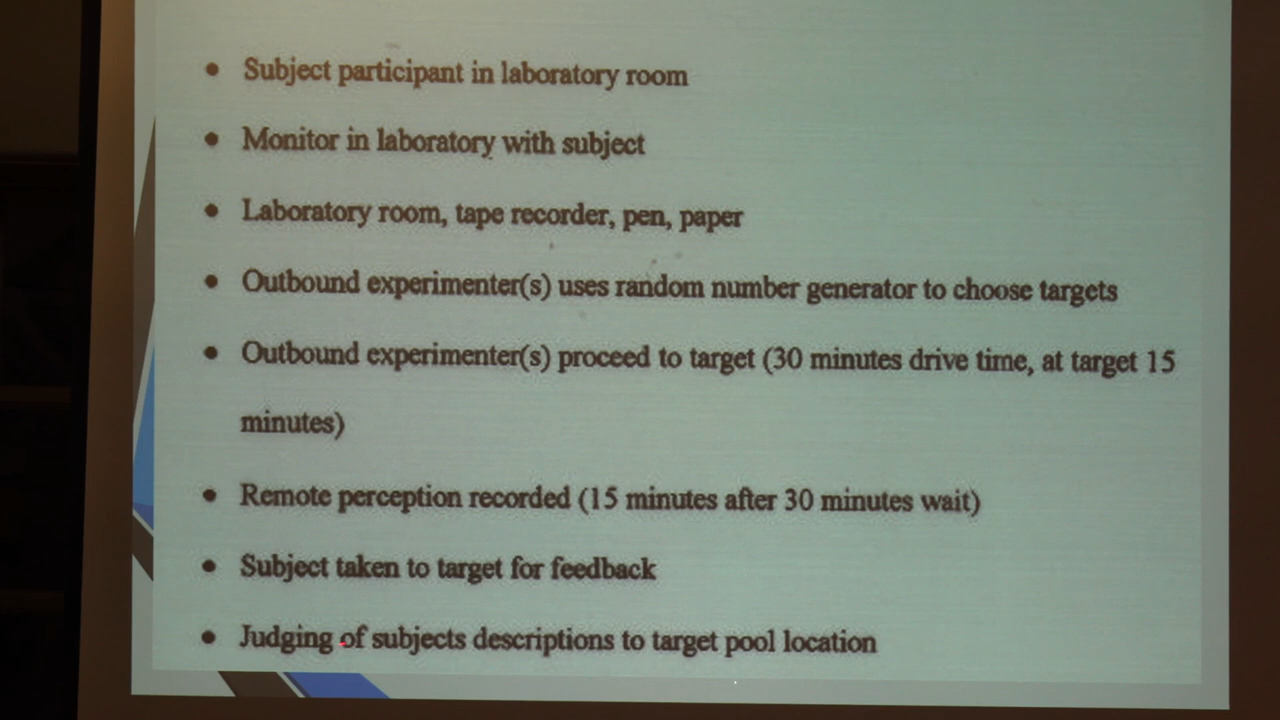 • Subject participant in laboratory room
• Monitor in laboratory with subject
• Laboratory room, tape recorder, pen, paper
• Outbound experimenter(s) uses random number generator to choose targets
• Outbound experimenter(s) proceed to target (30 minutes drive time, at target 15
minutes)
• Remote perception recorded (15 minutes after 30 minutes wait)
• Subject taken to target for feedback
• Judging of subjects descriptions to target pool location